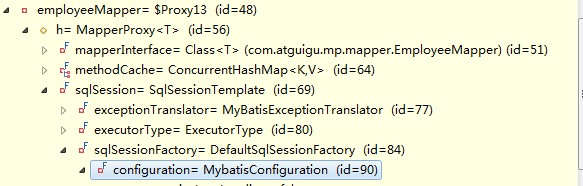 employeeMapper= $Proxy13 (id=48)
h= MapperProxy<T> (id=56)
mapperInterface= Class<T> (com.atguigu.mp.mapper.EmployeeMapper) (id=51)
methodCache= ConcurrentHashMap<K,V> (id=64)
sqlSession= SqlSessionTemplate (id=69)
exceptionTranslator= MyBatisExceptionTranslator (id=77)
executorType= ExecutorType (id=80)
sqlSessionFactory= DefaultSqlSessionFactory (id=84)
configuration= MybatisConfiguration (id=90)